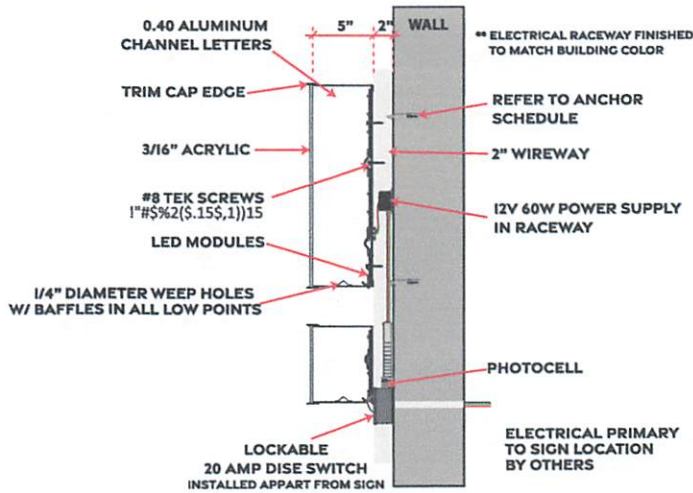 0.40 ALUMINUM
CHANNEL LETTERS
5"
2"
WALL
** ELECTRICAL RACEWAY FINISHED
TO MATCH BUILDING COLOR
TRIM CAP EDGE
REFER TO ANCHOR
SCHEDULE
3/16" ACRYLIC
2" WIREWAY
#8 TEK SCREWS
!"#$%2($.15$,1))15
12V 60W POWER SUPPLY
IN RACEWAY
LED MODULES
1/4" DIAMETER WEEP HOLES
W/ BAFFLES IN ALL LOW POINTS
PHOTOCELL
LOCKABLE
20 AMP DISE SWITCH
INSTALLED APPART FROM SIGN
ELECTRICAL PRIMARY
TO SIGN LOCATION
BY OTHERS